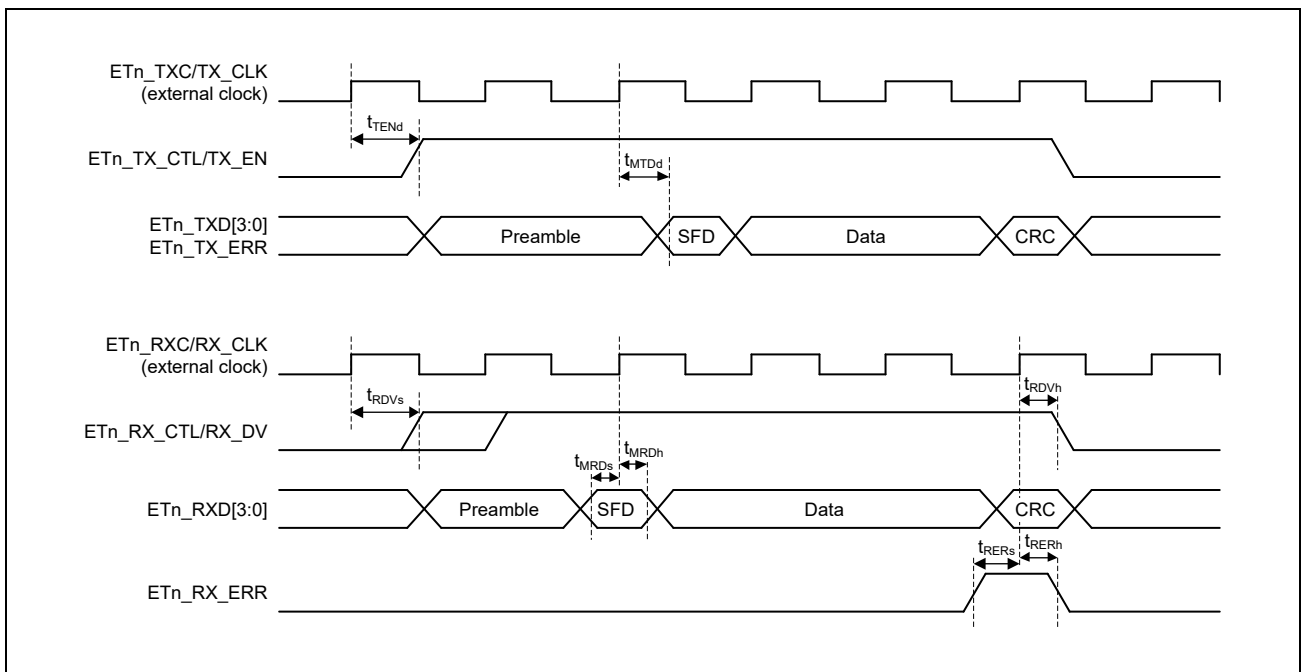 ETn_TXC/TX_CLK
(external clock)
tTENd
ETn_TX_CTL/TX_EN
tMTDd
ETn_TXD[3:0]
ETn_TX_ERR
Preamble
SFD
Data
CRC
ETn_RXC/RX_CLK
(external clock)
tRDVs
tRDVh
ETn_RX_CTL/RX_DV
tMRDs
tMRDh
ETn_RXD[3:0]
Preamble
SFD
Data
CRC
tRERs
tRERh
ETn_RX_ERR